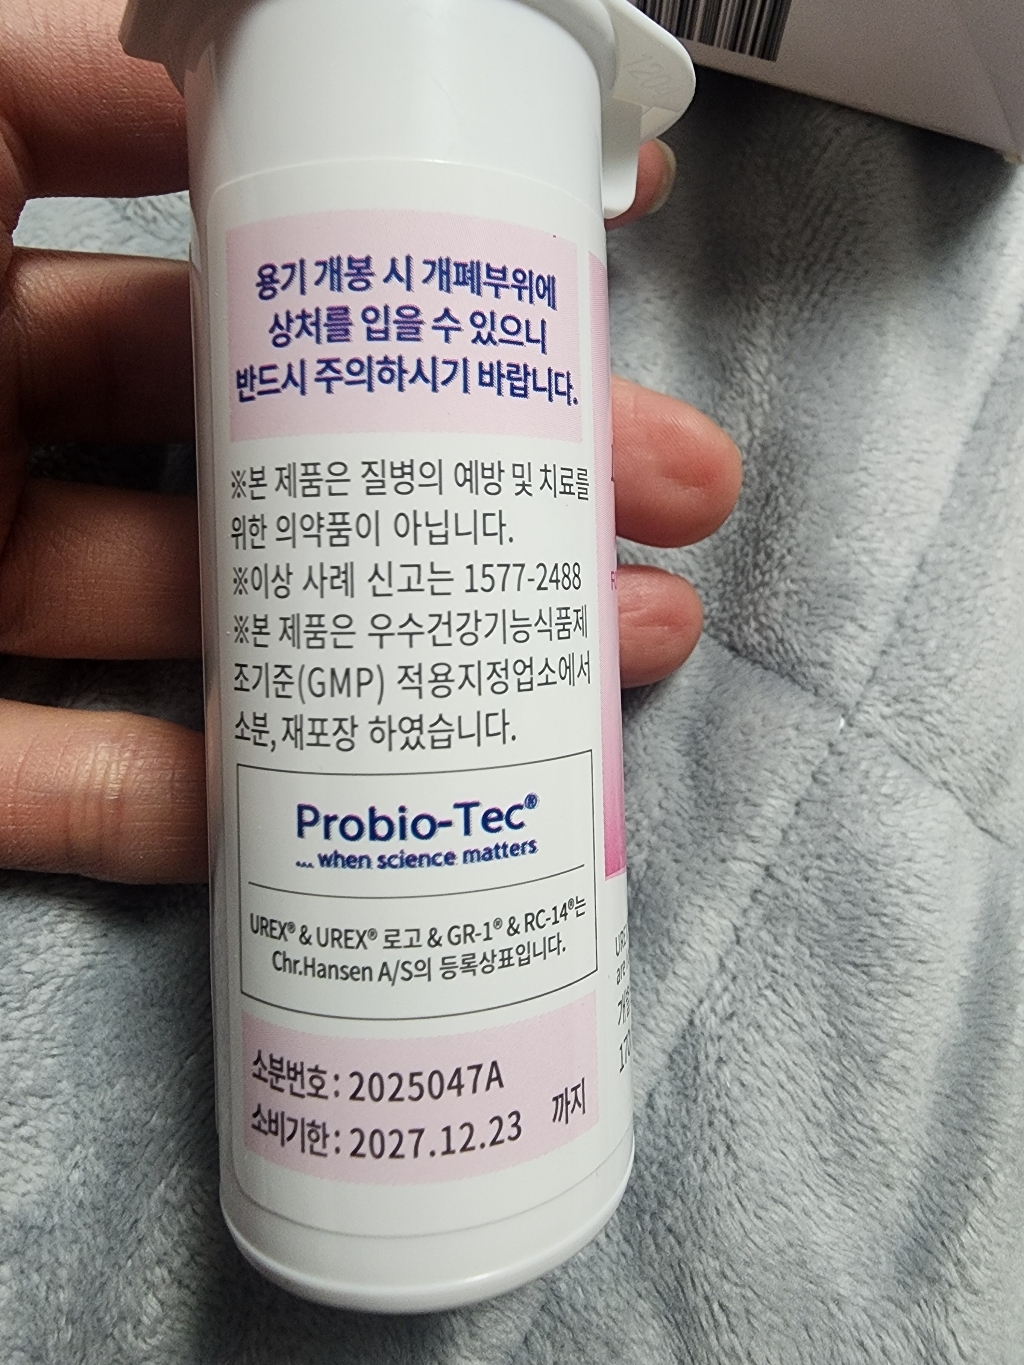 용기 개봉 시 개폐부위에
상처를 입을 수 있으니
반드시 주의하시기 바랍니다.
※본 제품은 질병의 예방 및 치료를
위한 의약품이 아닙니다.
※이상 사례 신고는 1577-2488
※본 제품은 우수건강기능식품제
조기준(GMP) 적용지정업소에서
소분, 재포장 하였습니다.
Probio-Tec®
... when science matters
UREX® & UREX® 로고 & GR-1® & RC-14®는
Chr.Hansen A/S의 등록상표입니다.
소분번호 : 2025047A
소비기한 : 2027.12.23 까지